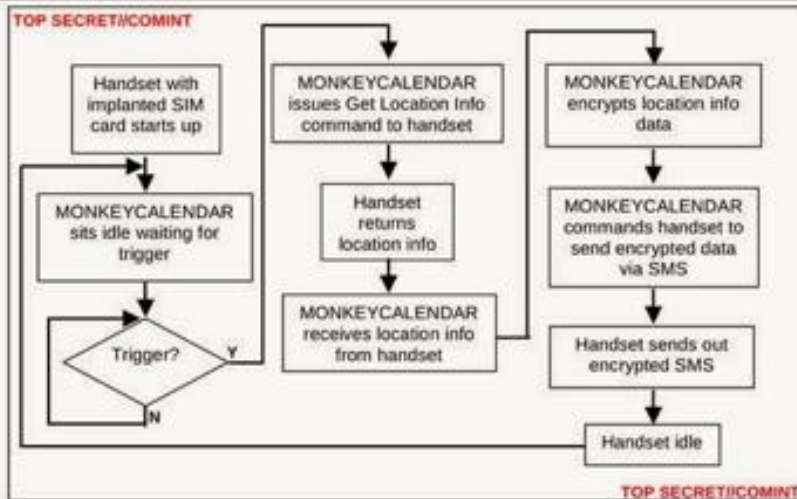 TOP SECRET//COMINT
Handset with
implanted SIM
card starts up
MONKEYCALENDAR
sits idle waiting for
trigger
Trigger?
Y
N
MONKEYCALENDAR
issues Get Location Info
command to handset
Handset
returns
location info
MONKEYCALENDAR
receives location info
from handset
MONKEYCALENDAR
encrypts location info
data
MONKEYCALENDAR
commands handset to
send encrypted data
via SMS
Handset sends out
encrypted SMS
Handset idle
TOP SECRET//COMINT